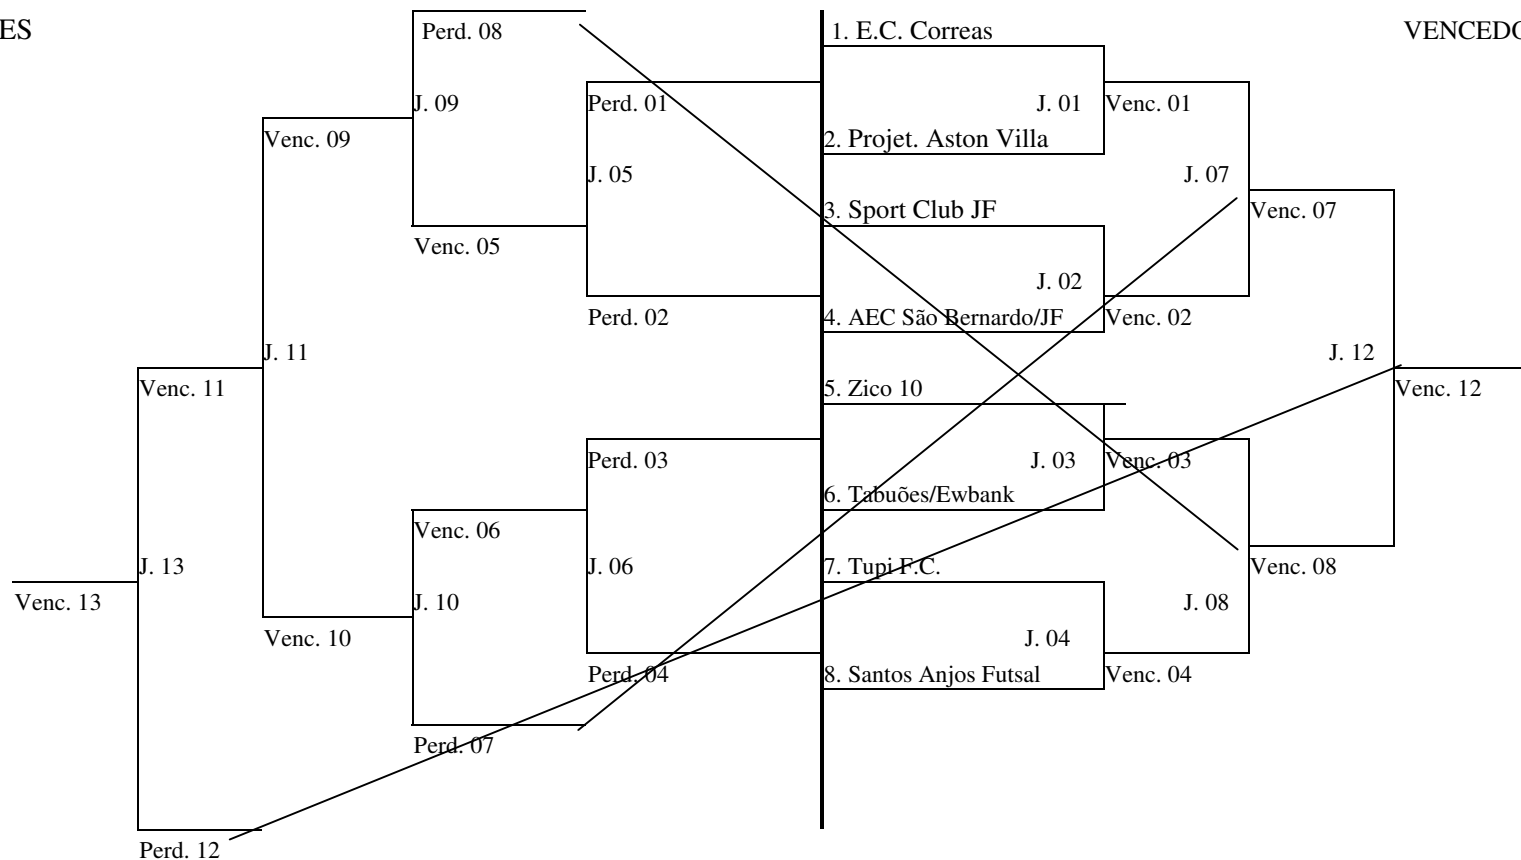 ES
Perd. 08
1. E.C. Correas
VENCEDO
J. 09
Perd. 01
J. 01
Venc. 01
Venc. 09
2. Projet. Aston Villa
J. 05
J. 07
3. Sport Club JF
Venc. 07
Venc. 05
J. 02
Perd. 02
4. AEC São Bernardo/JF
Venc. 02
J. 11
J. 12
Venc. 11
5. Zico 10
Venc. 12
Perd. 03
J. 03
Venc. 03
6. Tabuões/Ewbank
Venc. 06
J. 13
J. 06
7. Tupi F.C.
Venc. 08
Venc. 13
J. 10
J. 08
Venc. 10
J. 04
Perd. 04
8. Santos Anjos Futsal
Venc. 04
Perd. 07
Perd. 12